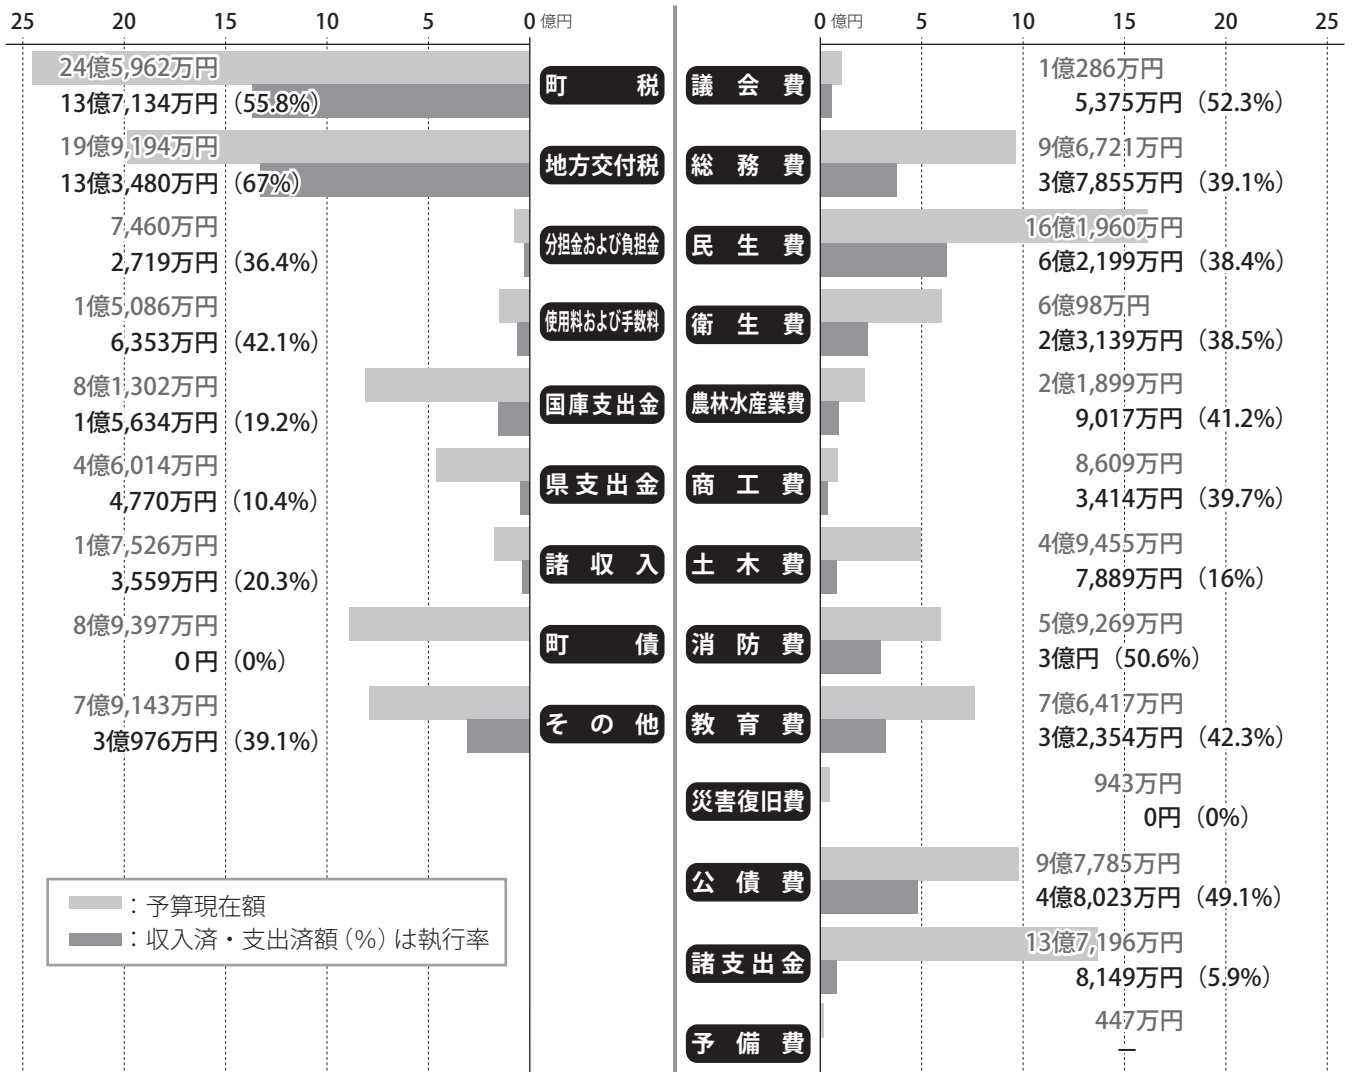 25 20 15 10 5 0 億円
24億5,962万円
13億7,134万円（55.8%）
町税
19億9,194万円
13億3,480万円（67%）
地方交付税
7,460万円
2,719万円（36.4%）
分担金および負担金
1億5,086万円
6,353万円（42.1%）
使用料および手数料
8億1,302万円
1億5,634万円（19.2%）
国庫支出金
4億6,014万円
4,770万円（10.4%）
県支出金
1億7,526万円
3,559万円（20.3%）
諸収入
8億9,397万円
0円（0%）
町債
7億9,143万円
3億976万円（39.1%）
その他
：予算現在額
：収入済・支出済額（%）は執行率
0 億円 5 10 15 20 25
議会費
1億286万円
5,375万円（52.3%）
総務費
9億6,721万円
3億7,855万円（39.1%）
民生費
16億1,960万円
6億2,199万円（38.4%）
衛生費
6億98万円
2億3,139万円（38.5%）
農林水産業費
2億1,899万円
9,017万円（41.2%）
商工費
8,609万円
3,414万円（39.7%）
土木費
4億9,455万円
7,889万円（16%）
消防費
5億9,269万円
3億円（50.6%）
教育費
7億6,417万円
3億2,354万円（42.3%）
災害復旧費
943万円
0円（0%）
公債費
9億7,785万円
4億8,023万円（49.1%）
諸支出金
13億7,196万円
8,149万円（5.9%）
予備費
447万円
―